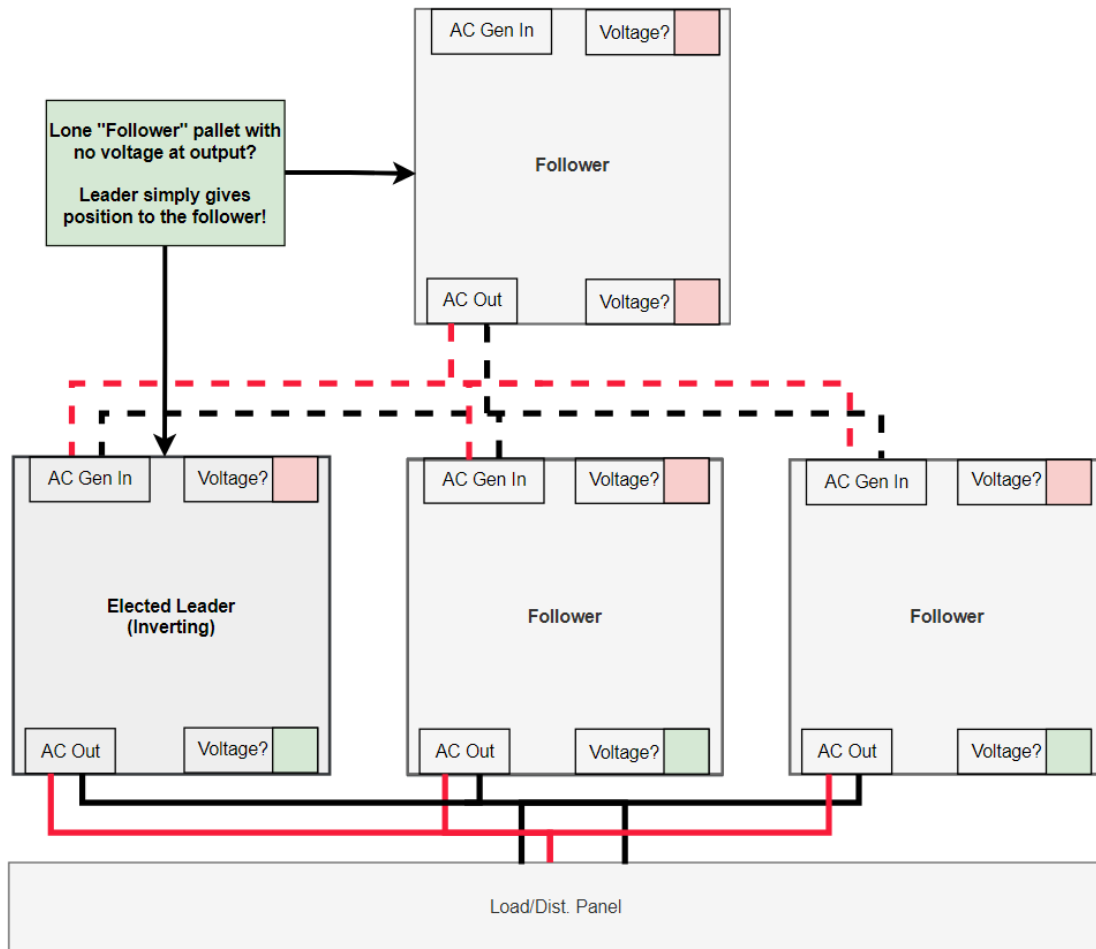 AC Gen In
Voltage?
Lone "Follower" pallet with
no voltage at output?
Leader simply gives
position to the follower!
Follower
AC Out
Voltage?
AC Gen In
Voltage?
AC Gen In
Voltage?
AC Gen In
Voltage?
Elected Leader
(Inverting)
Follower
Follower
AC Out
Voltage?
AC Out
Voltage?
AC Out
Voltage?
Load/Dist. Panel